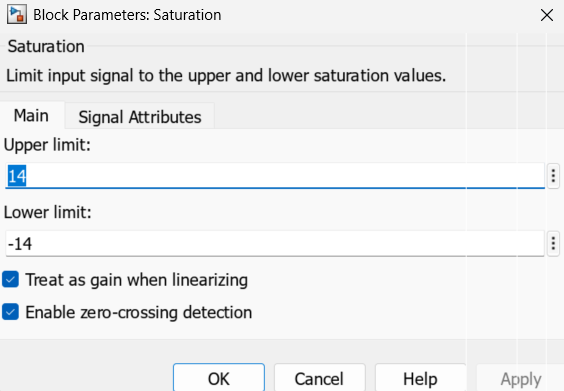 Block Parameters: Saturation
Saturation
Limit input signal to the upper and lower saturation values.
Main Signal Attributes
Upper limit:
14
Lower limit:
-14
Treat as gain when linearizing
Enable zero-crossing detection
OK Cancel Help Apply